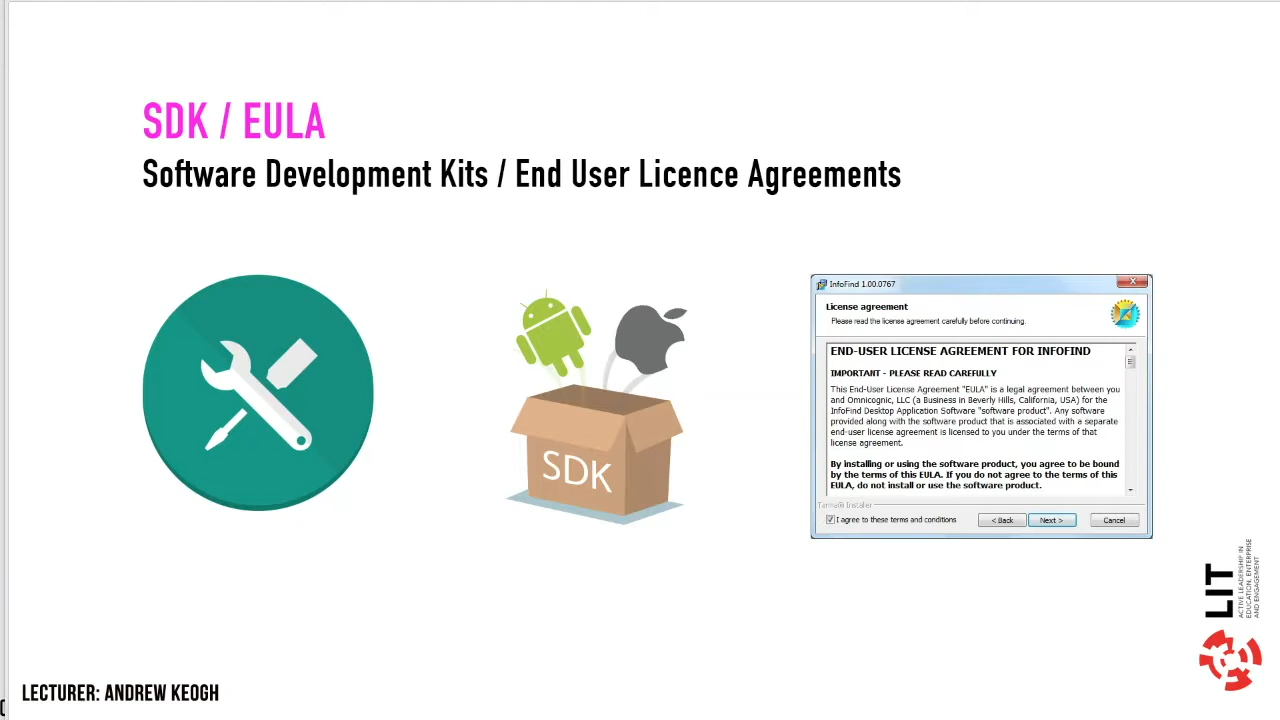 SDK / EULA
Software Development Kits / End User Licence Agreements
SDK
InfoFind 1.00.0767
License agreement
Please read the license agreement carefully before continuing.
END-USER LICENSE AGREEMENT FOR INFOFIND
IMPORTANT - PLEASE READ CAREFULLY
This End-User License Agreement "EULA" is a legal agreement between you
and Omnicognic, LLC (a Business in Beverly Hills, California, USA) for the
InfoFind Desktop Application Software "software product". Any software
provided along with the software product that is associated with a separate
end-user license agreement is licensed to you under the terms of that
license agreement.
By installing or using the software product, you agree to be bound
by the terms of this EULA. If you do not agree to the terms of this
EULA, do not install or use the software product.
Installer
I agree to these terms and conditions
< Back
Next >
Cancel
LIT
ACTIVE LEADERSHIP IN
EDUCATION, ENTERPRISE
AND ENGAGEMENT
LECTURER: ANDREW KEOGH